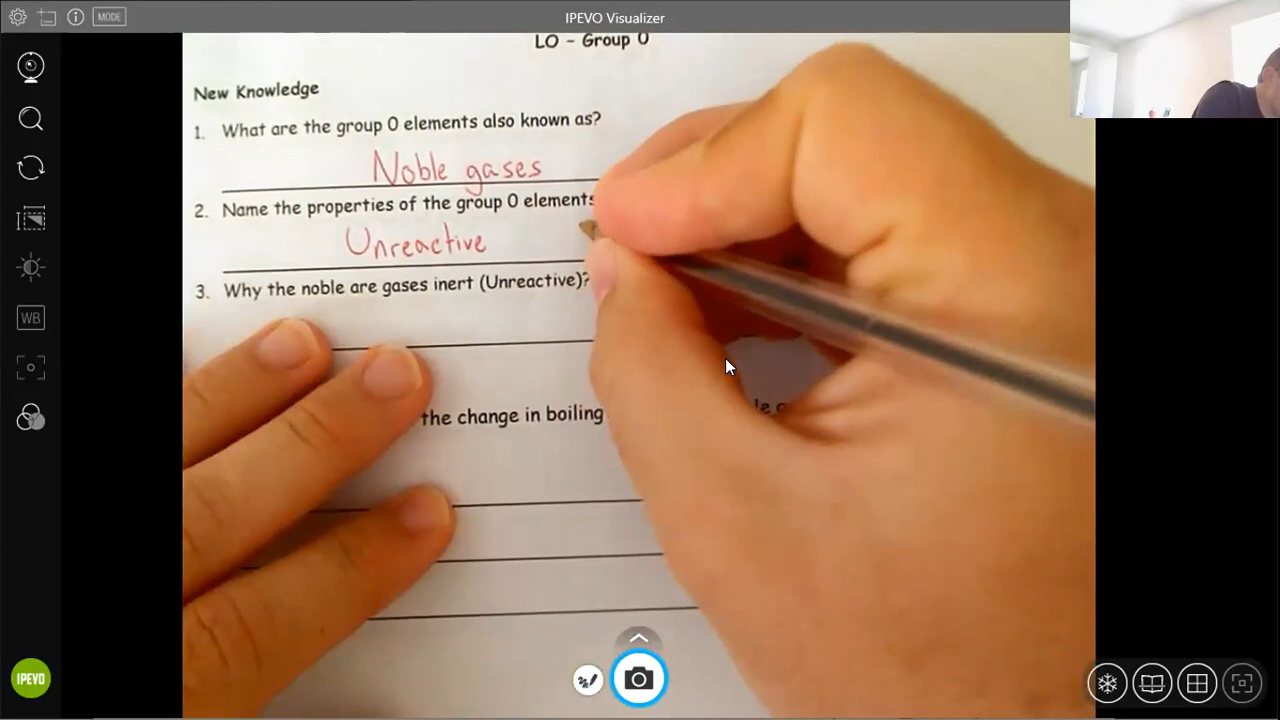 IPEVO Visualizer
MODE
LO - Group 0
New Knowledge
1. What are the group 0 elements also known as?
Noble gases
2. Name the properties of the group 0 elements
Unreactive
3. Why the noble are gases inert (Unreactive)?
the change in boiling
WB
IPEVO